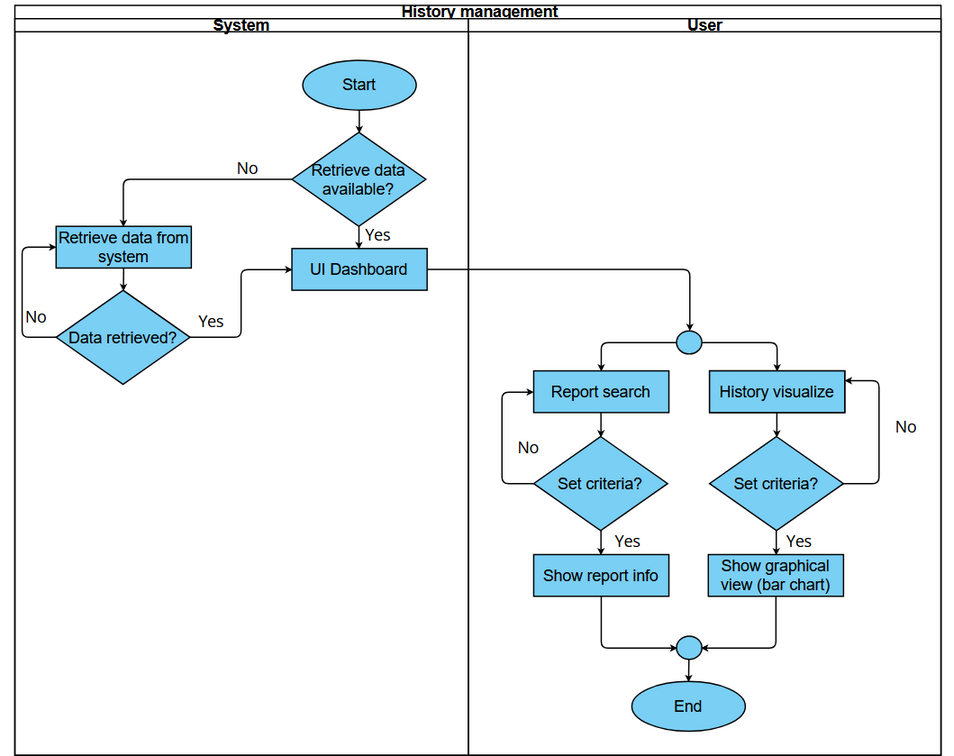 History management
System
User
Start
Retrieve data
available?
No
Yes
Retrieve data from
system
UI Dashboard
No
Data retrieved?
Yes
Report search
History visualize
No
No
Set criteria?
Set criteria?
Yes
Yes
Show report info
Show graphical
view (bar chart)
End